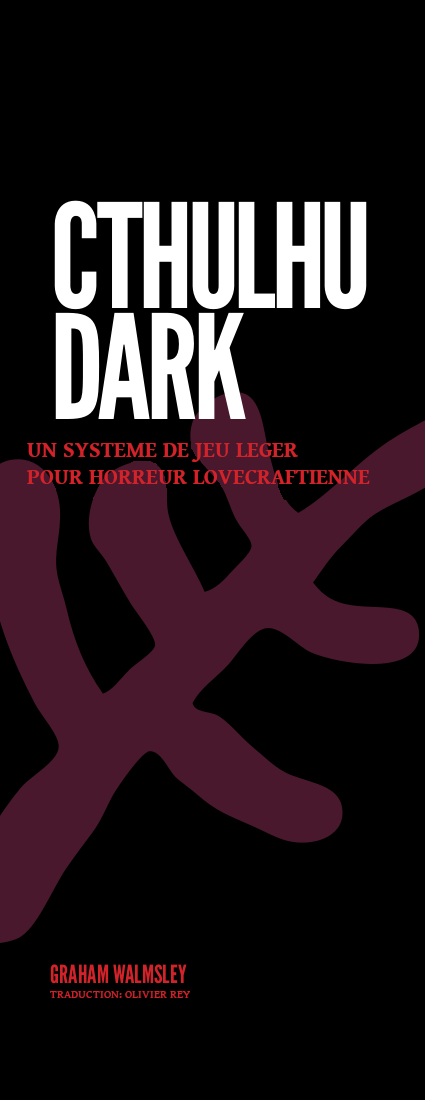 CTHULHU
DARK
UN SYSTEME DE JEU LEGER
POUR HORREUR LOVECRAFTIENNE
GRAHAM WALMSLEY
TRADUCTION: OLIVIER REY